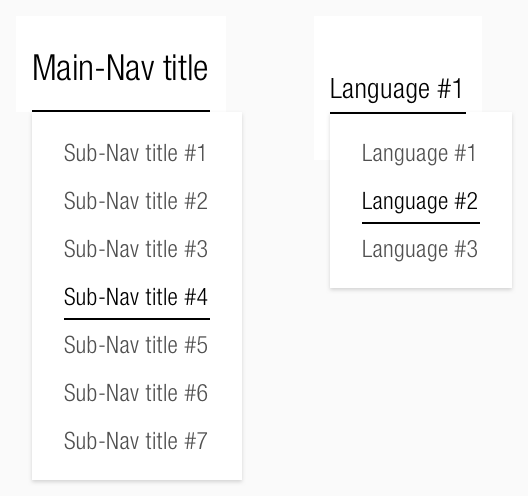 Main-Nav title
Sub-Nav title #1
Sub-Nav title #2
Sub-Nav title #3
Sub-Nav title #4
Sub-Nav title #5
Sub-Nav title #6
Sub-Nav title #7
Language #1
Language #1
Language #2
Language #3